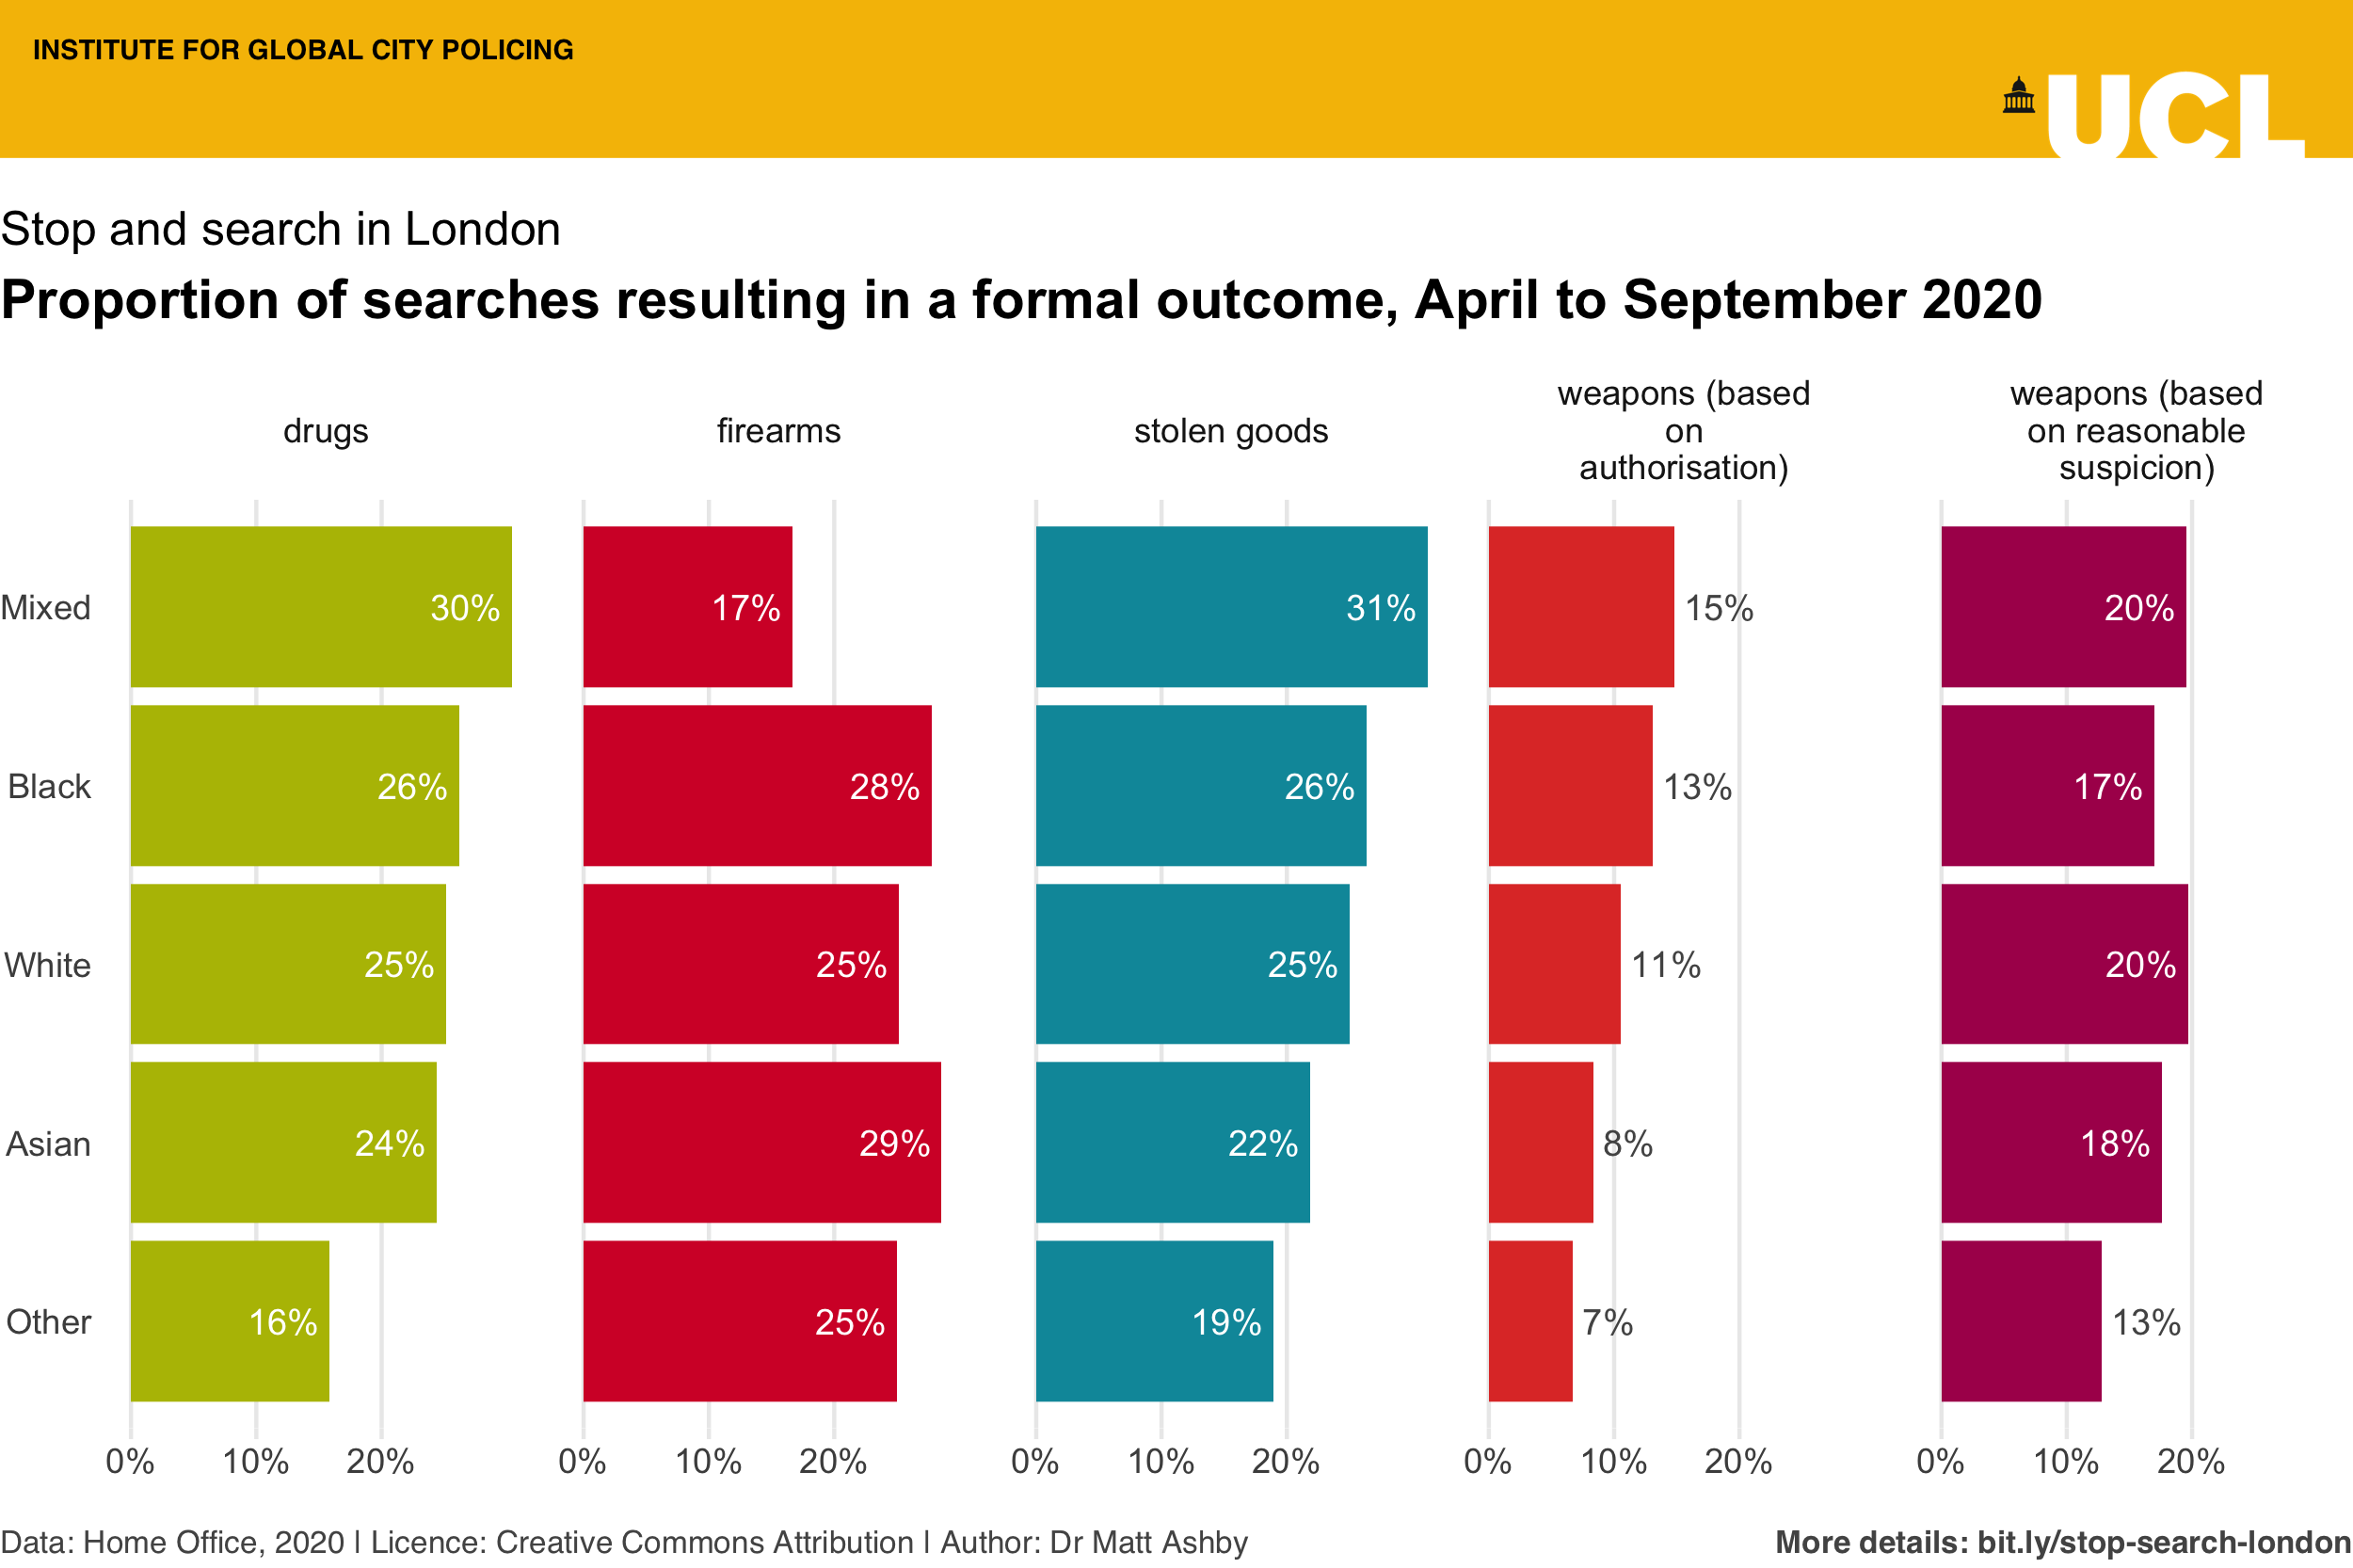 INSTITUTE FOR GLOBAL CITY POLICING
UCL
Stop and search in London
Proportion of searches resulting in a formal outcome, April to September 2020
drugs
firearms
stolen goods
weapons (based
on
authorisation)
weapons (based
on reasonable
suspicion)
Mixed 30% 17% 31% 15% 20%
Black 26% 28% 26% 13% 17%
White 25% 25% 25% 11% 20%
Asian 24% 29% 22% 8% 18%
Other 16% 25% 19% 7% 13%
0% 10% 20% 0% 10% 20% 0% 10% 20% 0% 10% 20% 0% 10% 20%
Data: Home Office, 2020 | Licence: Creative Commons Attribution | Author: Dr Matt Ashby
More details: bit.ly/stop-search-london